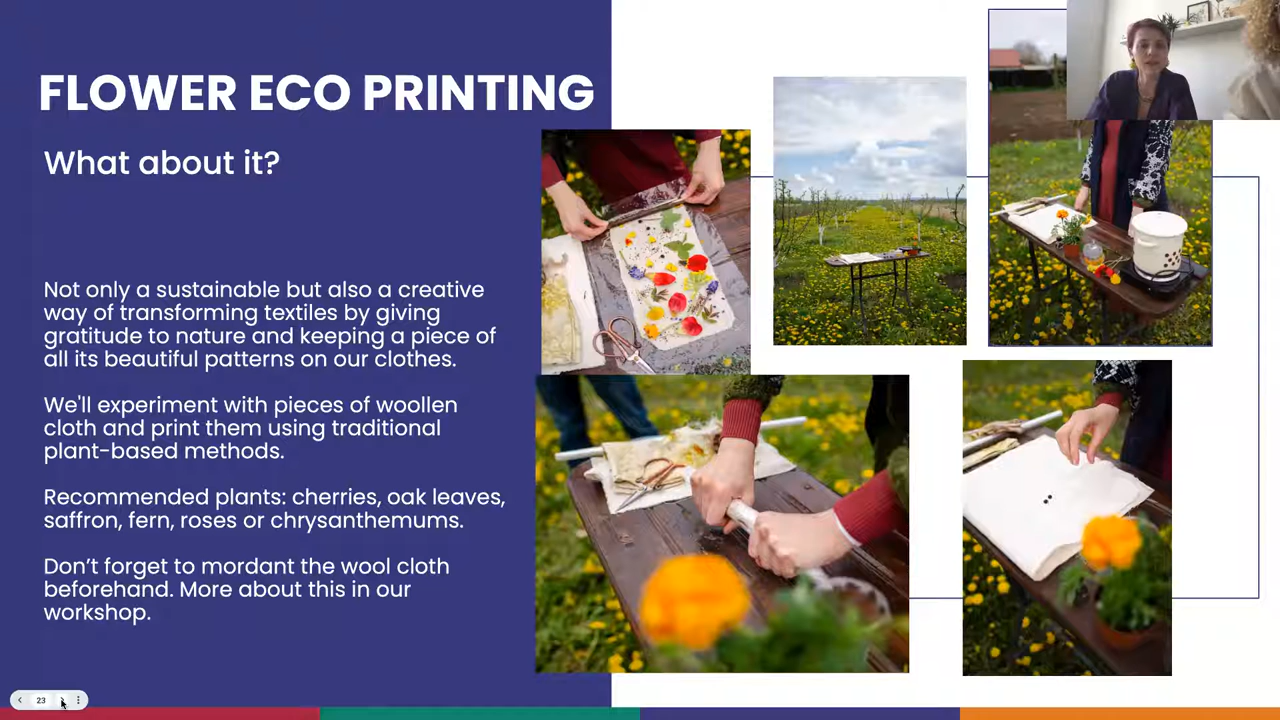 FLOWER ECO PRINTING
What about it?
Not only a sustainable but also a creative
way of transforming textiles by giving
gratitude to nature and keeping a piece of
all its beautiful patterns on our clothes.
We'll experiment with pieces of woollen
cloth and print them using traditional
plant-based methods.
Recommended plants: cherries, oak leaves,
saffron, fern, roses or chrysanthemums.
Don’t forget to mordant the wool cloth
beforehand. More about this in our
workshop.
23